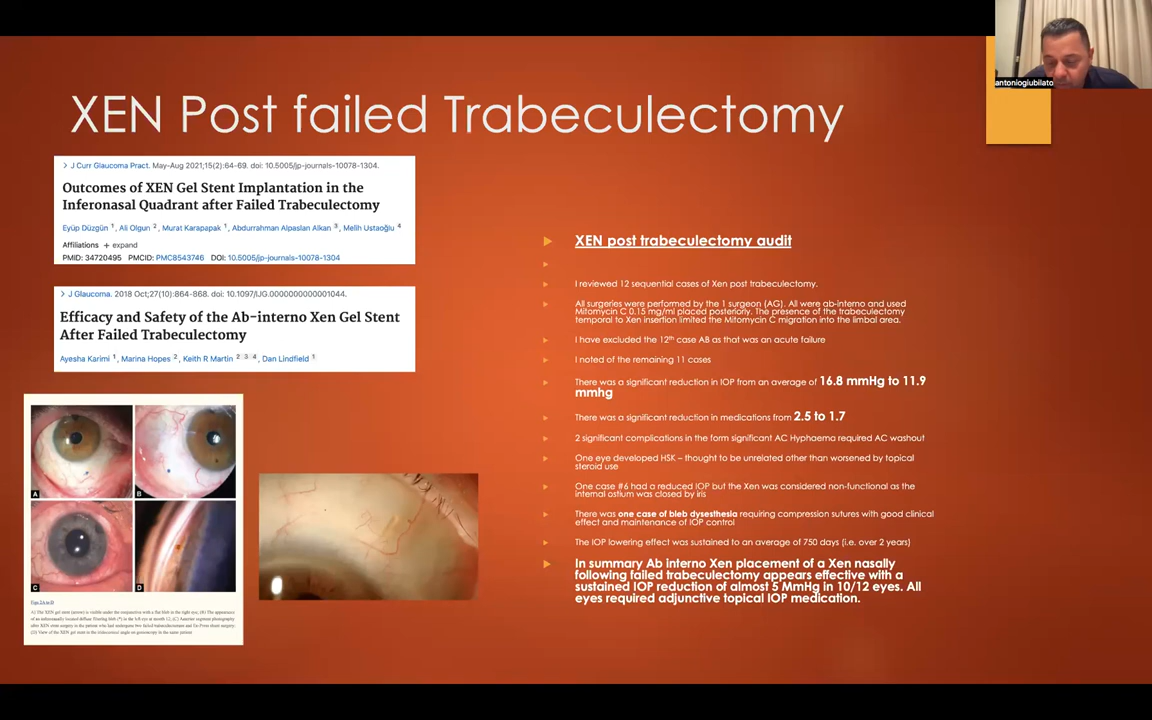 antoniogiubilato
XEN Post failed Trabeculectomy
> J Curr Glaucoma Pract. May-Aug 2021;15(2):64-69. doi: 10.5005/jp-journals-10078-1304.
Outcomes of XEN Gel Stent Implantation in the
Inferonasal Quadrant after Failed Trabeculectomy
Eyüp Düzgün 1, Ali Olgun 2, Murat Karapapak 1, Abdurrahman Alpaslan Alkan 3, Melih Ustaoğlu 4
Affiliations + expand
PMID: 34720495 PMCID: PMC8543746 DOI: 10.5005/jp-journals-10078-1304
> J Glaucoma. 2018 Oct;27(10):864-868. doi: 10.1097/IJG.0000000000001044.
Efficacy and Safety of the Ab-interno Xen Gel Stent
After Failed Trabeculectomy
Ayesha Karimi 1, Marina Hopes 2, Keith R Martin 2 3 4, Dan Lindfield 1
A
B
C
D
Figs 2A to D
XEN post trabeculectomy audit
I reviewed 12 sequential cases of Xen post trabeculectomy.
All surgeries were performed by the 1 surgeon (AG). All were ab-interno and used
Mitomycin C 0.15 mg/ml placed posteriorly. The presence of the trabeculectomy
temporal to Xen insertion limited the Mitomycin C migration into the limbal area.
I have excluded the 12th case AB as that was an acute failure
I noted of the remaining 11 cases
There was a significant reduction in IOP from an average of 16.8 mmHg to 11.9
mmhg
There was a significant reduction in medications from 2.5 to 1.7
2 significant complications in the form significant AC Hyphaema required AC washout
One eye developed HSK – thought to be unrelated other than worsened by topical
steroid use
One case #6 had a reduced IOP but the Xen was considered non-functional as the
internal ostium was closed by iris
There was one case of bleb dysesthesia requiring compression sutures with good clinical
effect and maintenance of IOP control
The IOP lowering effect was sustained to an average of 750 days (i.e. over 2 years)
In summary Ab interno Xen placement of a Xen nasally
following failed trabeculectomy appears effective with a
sustained IOP reduction of almost 5 MmHg in 10/12 eyes. All
eyes required adjunctive topical IOP medication.